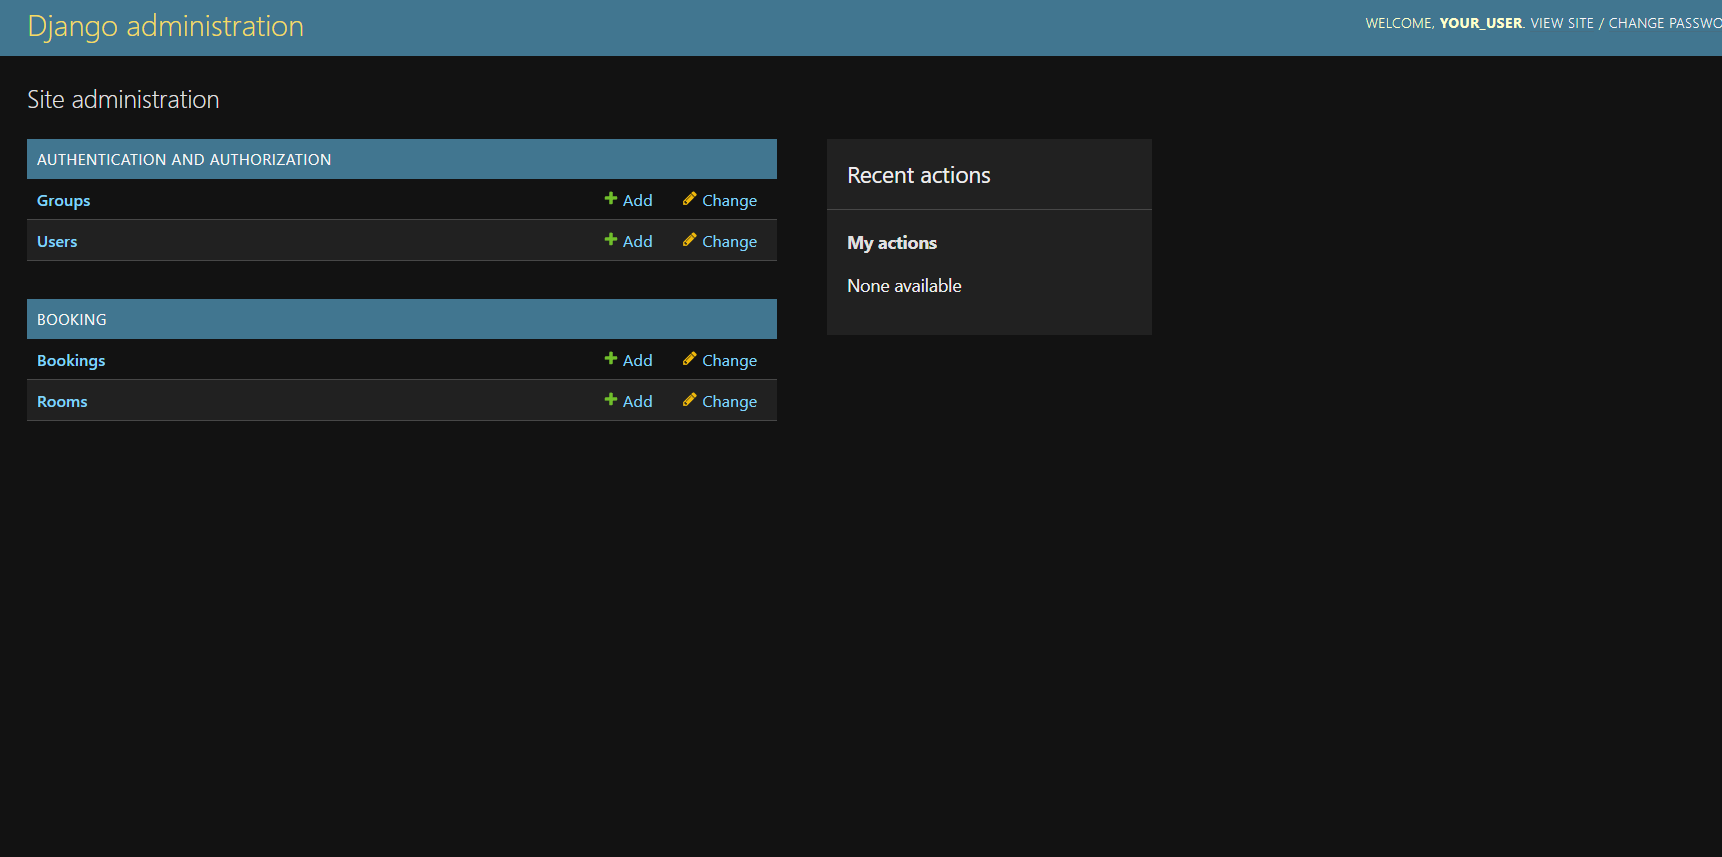 Django administration
WELCOME, YOUR_USER. VIEW SITE / CHANGE PASSWO
Site administration
AUTHENTICATION AND AUTHORIZATION
Groups Add Change
Users Add Change
BOOKING
Bookings Add Change
Rooms Add Change
Recent actions
My actions
None available